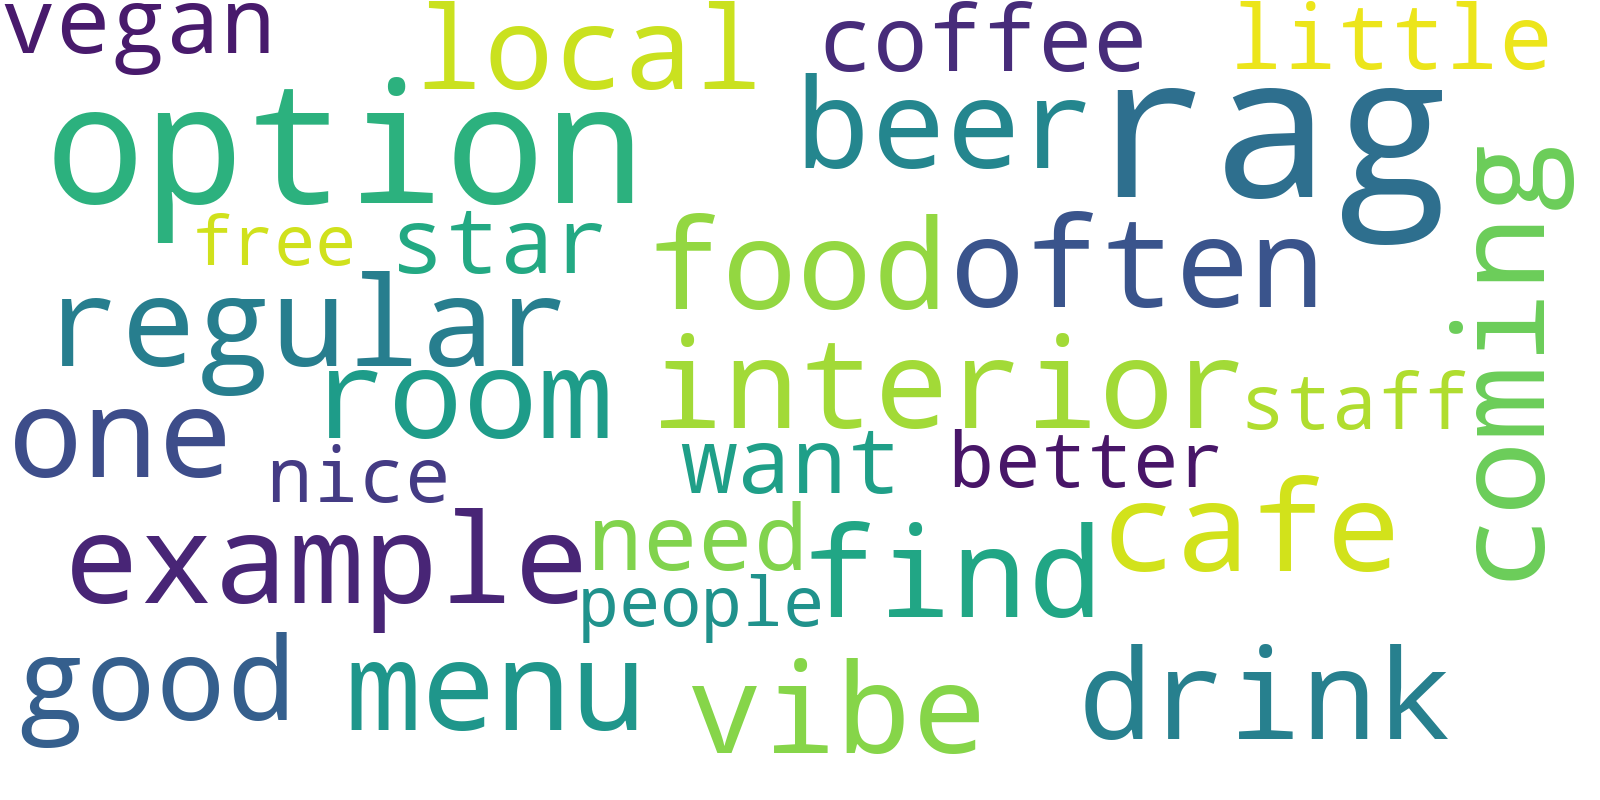 vegan
local
coffee
little
option
beer
rag
free
star
food
often
coming
regular
room
interior
staff
one
nice
want
better
example
need
people
find
cafe
good
menu
vibe
drink